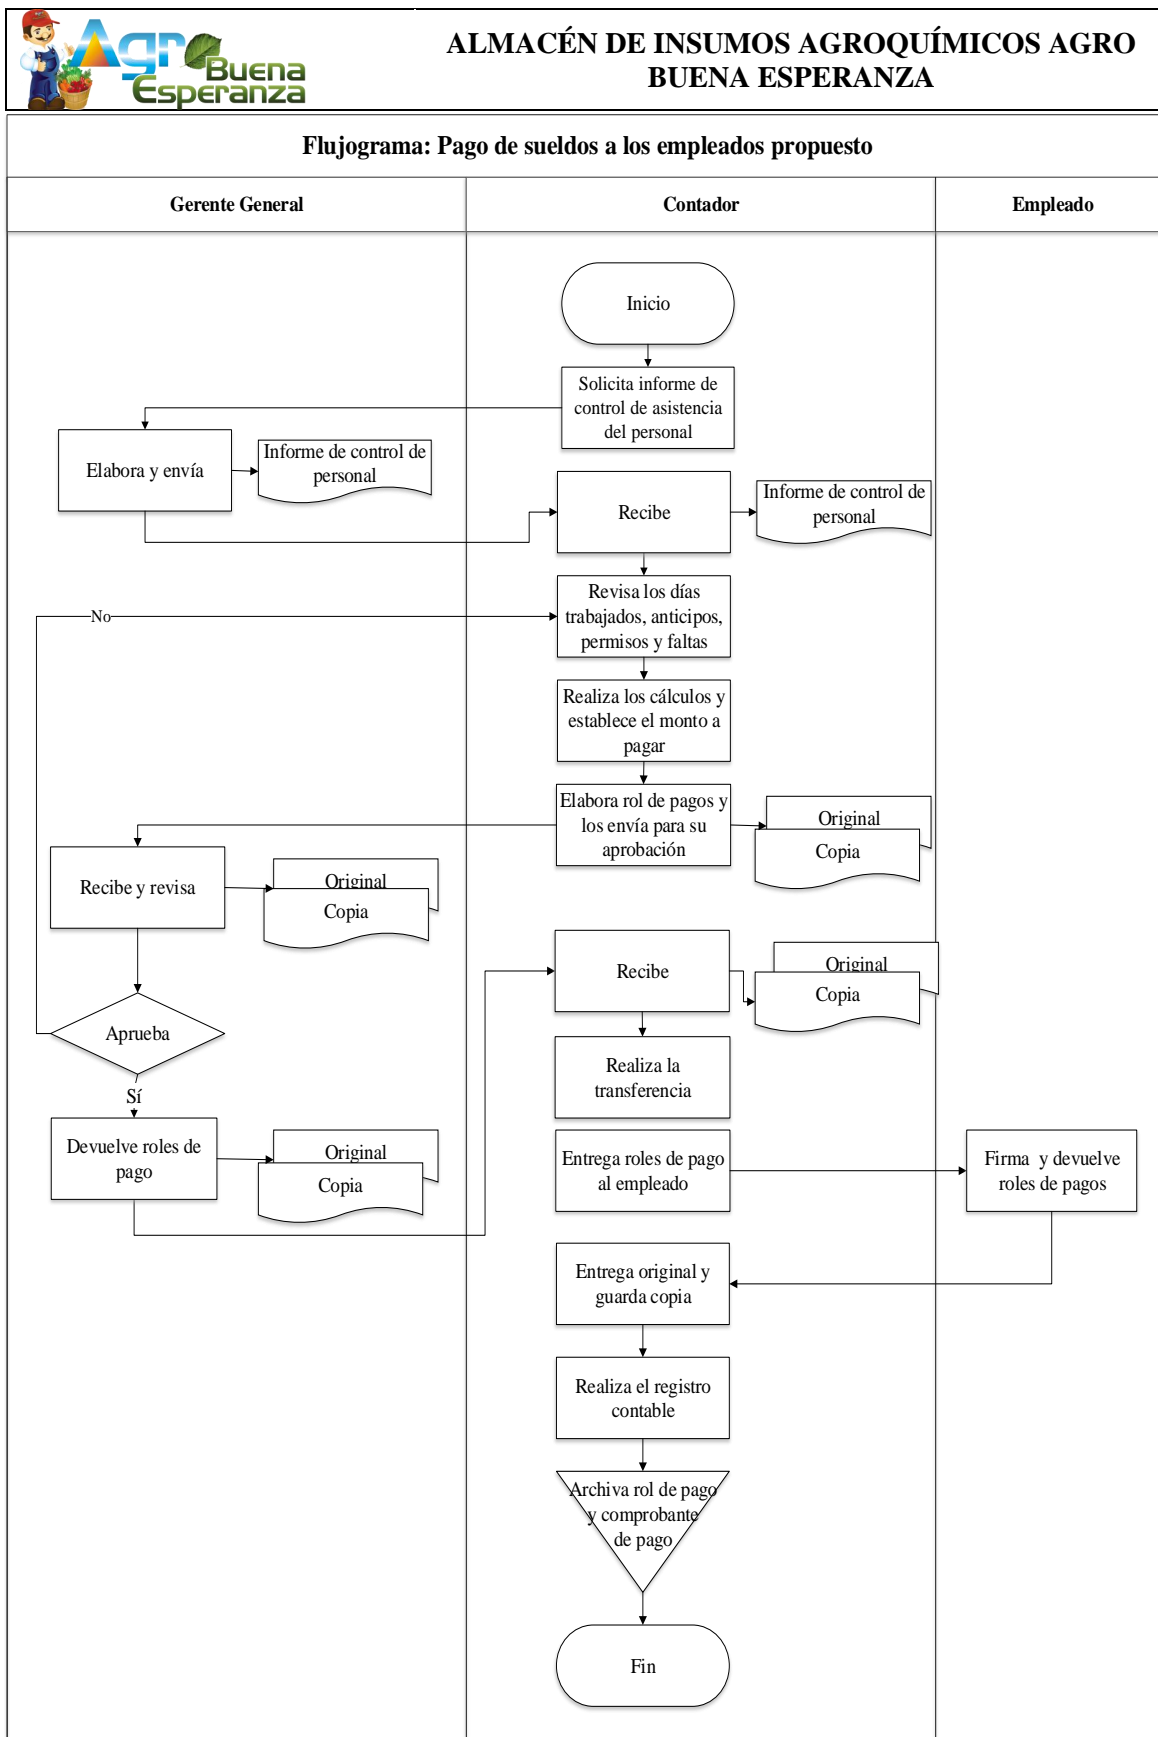 Agro
Buena
Esperanza
ALMACÉN DE INSUMOS AGROQUÍMICOS AGRO
BUENA ESPERANZA
Flujograma: Pago de sueldos a los empleados propuesto
Gerente General
Contador
Empleado
Inicio
Solicita informe de
control de asistencia
del personal
Elabora y envía
Informe de control de
personal
Recibe
Informe de control de
personal
Revisa los días
trabajados, anticipos,
permisos y faltas
No
Realiza los cálculos y
establece el monto a
pagar
Elabora rol de pagos y
los envía para su
aprobación
Original
Copia
Recibe y revisa
Original
Copia
Recibe
Original
Copia
Aprueba
Realiza la
transferencia
Sí
Devuelve roles de
pago
Original
Copia
Entrega roles de pago
al empleado
Firma y devuelve
roles de pagos
Entrega original y
guarda copia
Realiza el registro
contable
Archiva rol de pago
y comprobante
de pago
Fin